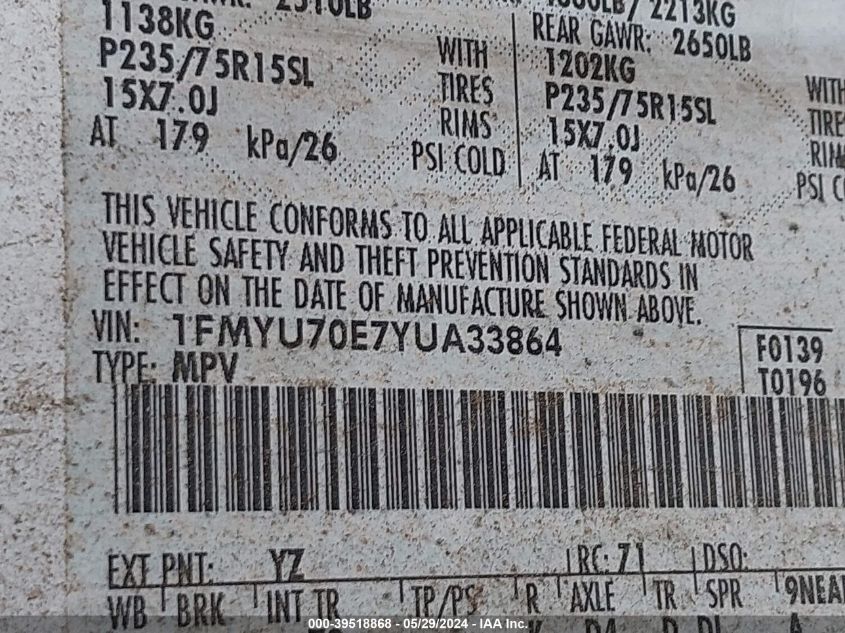 2510LB
1138KG
P235/75R15SL
15X7.0J
AT 179 kPa/26
WITH
TIRES
RIMS
PSI COLD
2213KG
REAR GAWR: 2650LB
1202KG
P235/75R15SL
15X7.0J
AT 179 kPa/26
WITH
THIS VEHICLE CONFORMS TO ALL APPLICABLE FEDERAL MOTOR
VEHICLE SAFETY AND THEFT PREVENTION STANDARDS IN
EFFECT ON THE DATE OF MANUFACTURE SHOWN ABOVE.
VIN: 1FMYU70E7YUA33864
TYPE: MPV
F0139
T0196
EXT PNT: YZ RC: 71 DSO:
WB BRK INT TR TP/PS R AXLE TR SPR
000-39518868 - 05/29/2024 - IAA Inc.